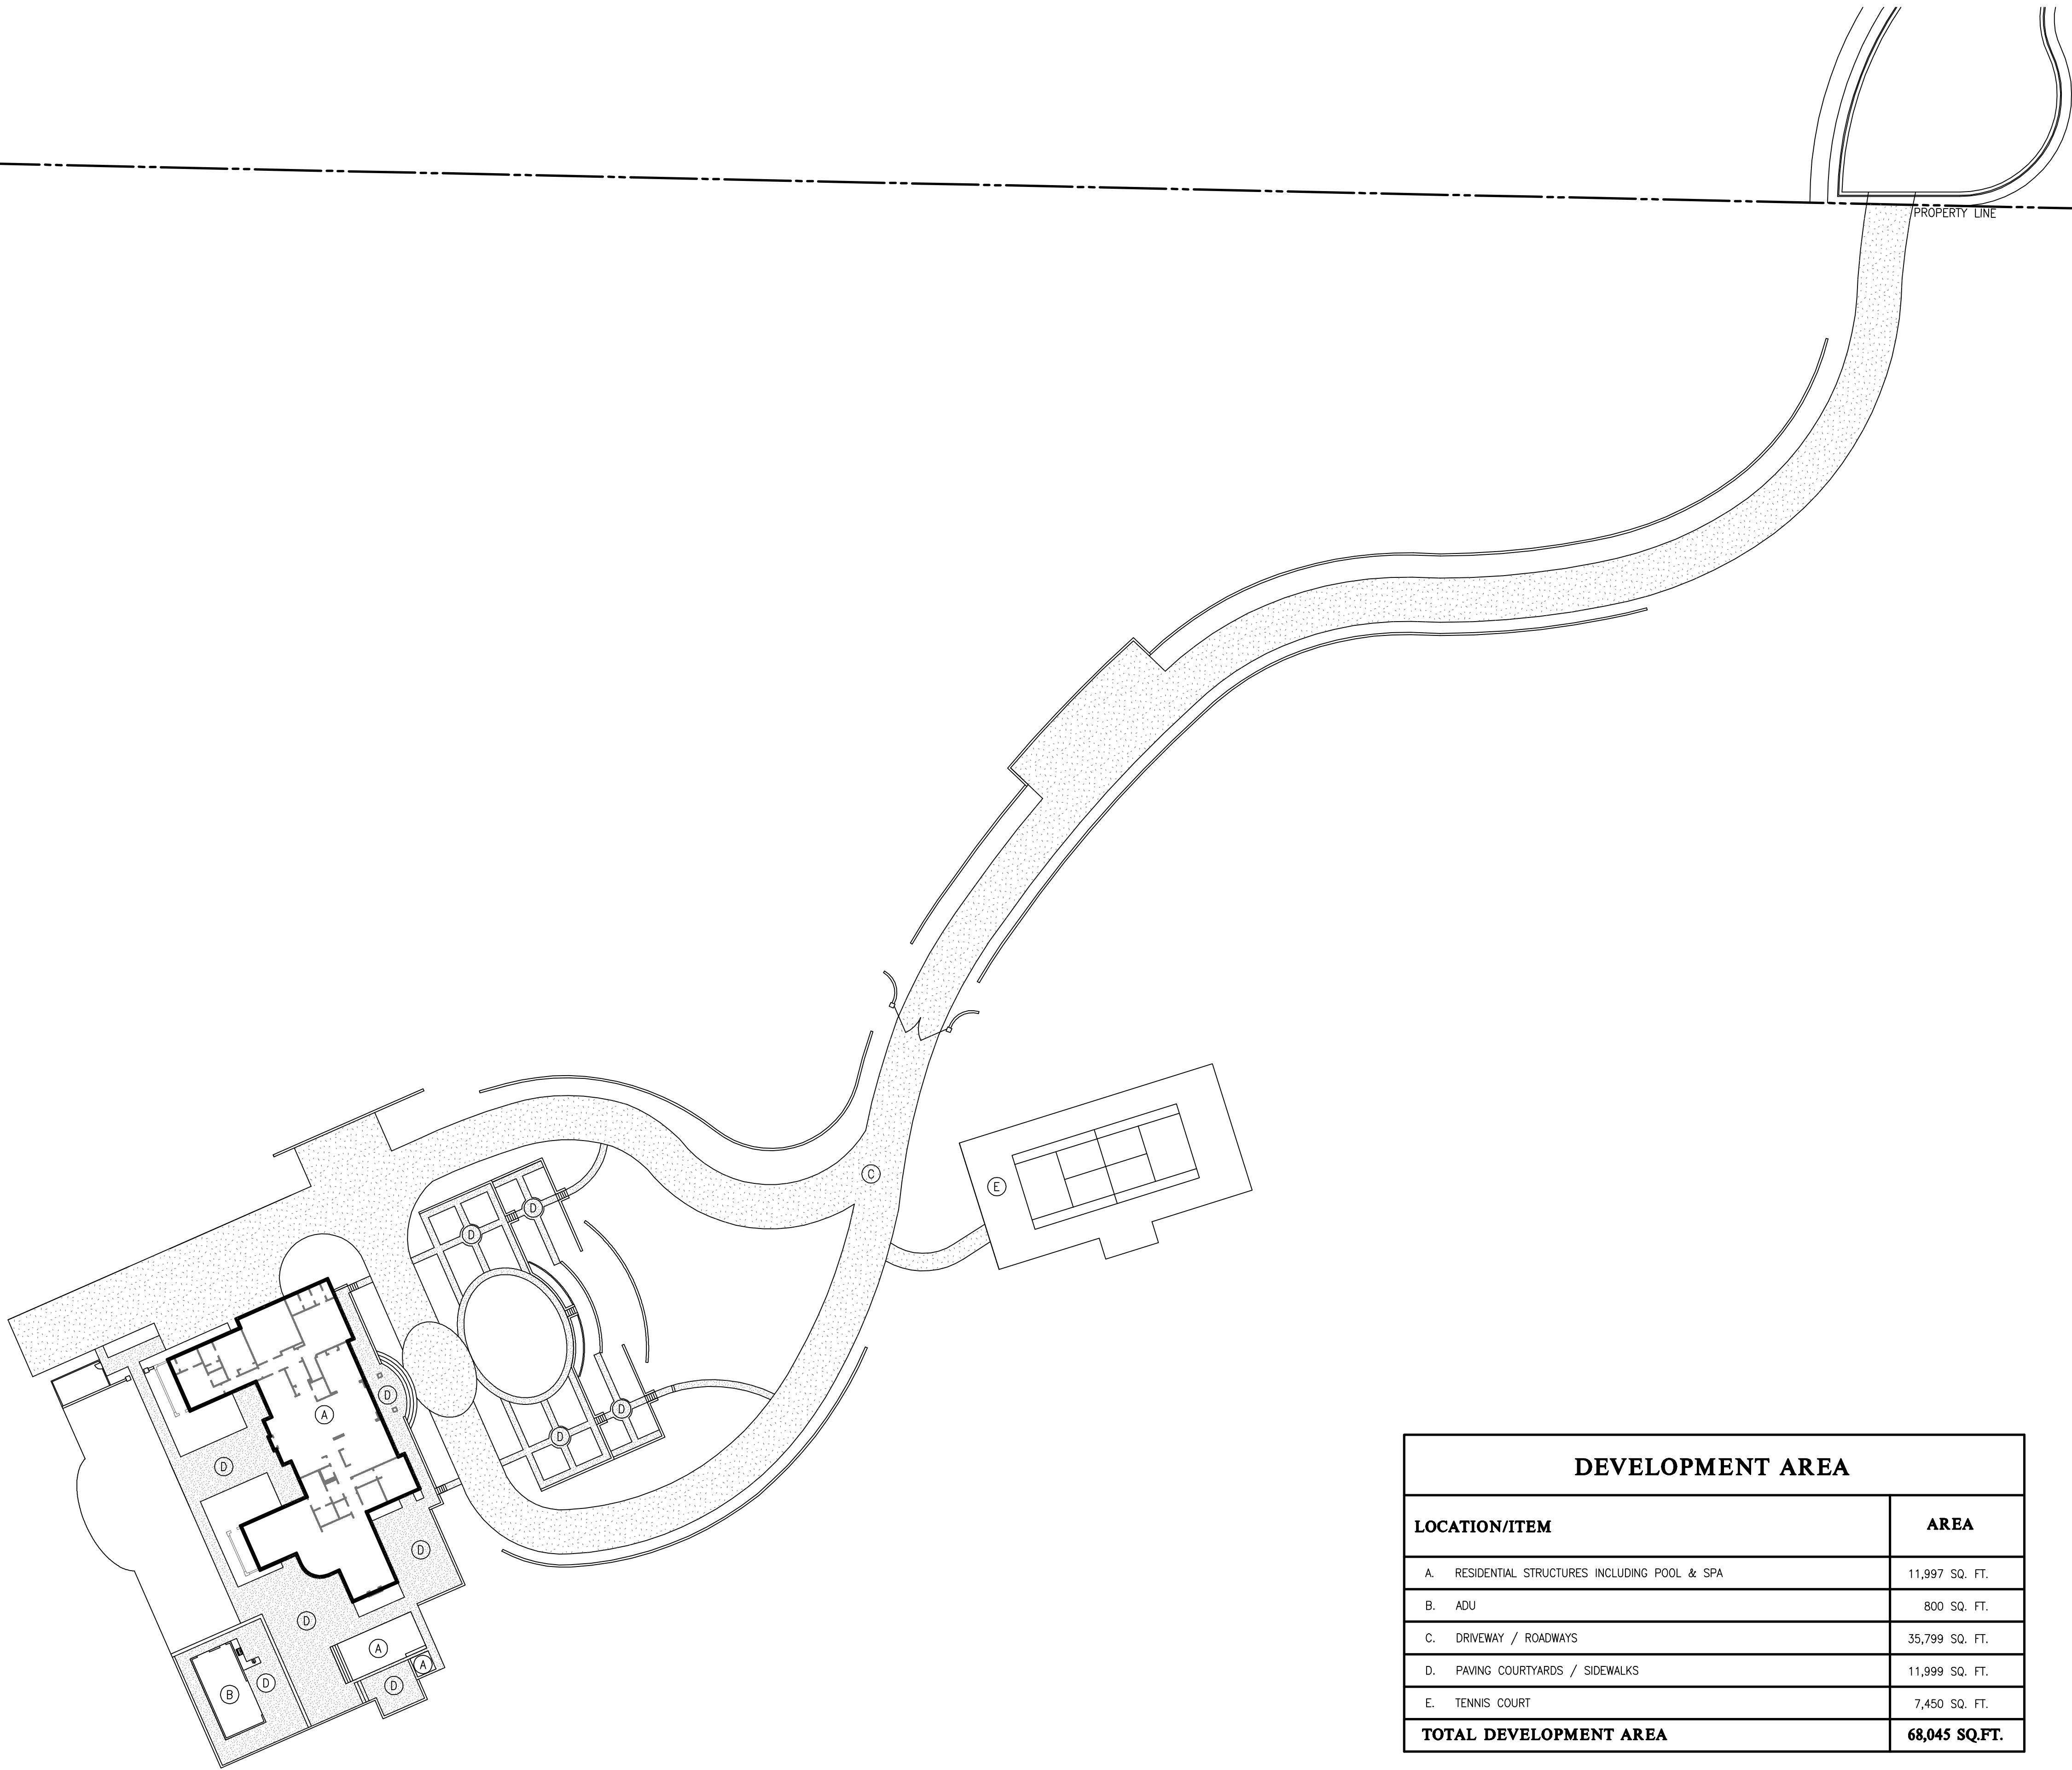 PROPERTY LINE
C
E
D
D
D
A
D
D
D
D
D
A
A
D
D
B
DEVELOPMENT AREA
LOCATION/ITEM AREA
A. RESIDENTIAL STRUCTURES INCLUDING POOL & SPA 11,997 SQ. FT.
B. ADU 800 SQ. FT.
C. DRIVEWAY / ROADWAYS 35,799 SQ. FT.
D. PAVING COURTYARDS / SIDEWALKS 11,999 SQ. FT.
E. TENNIS COURT 7,450 SQ. FT.
TOTAL DEVELOPMENT AREA 68,045 SQ.FT.